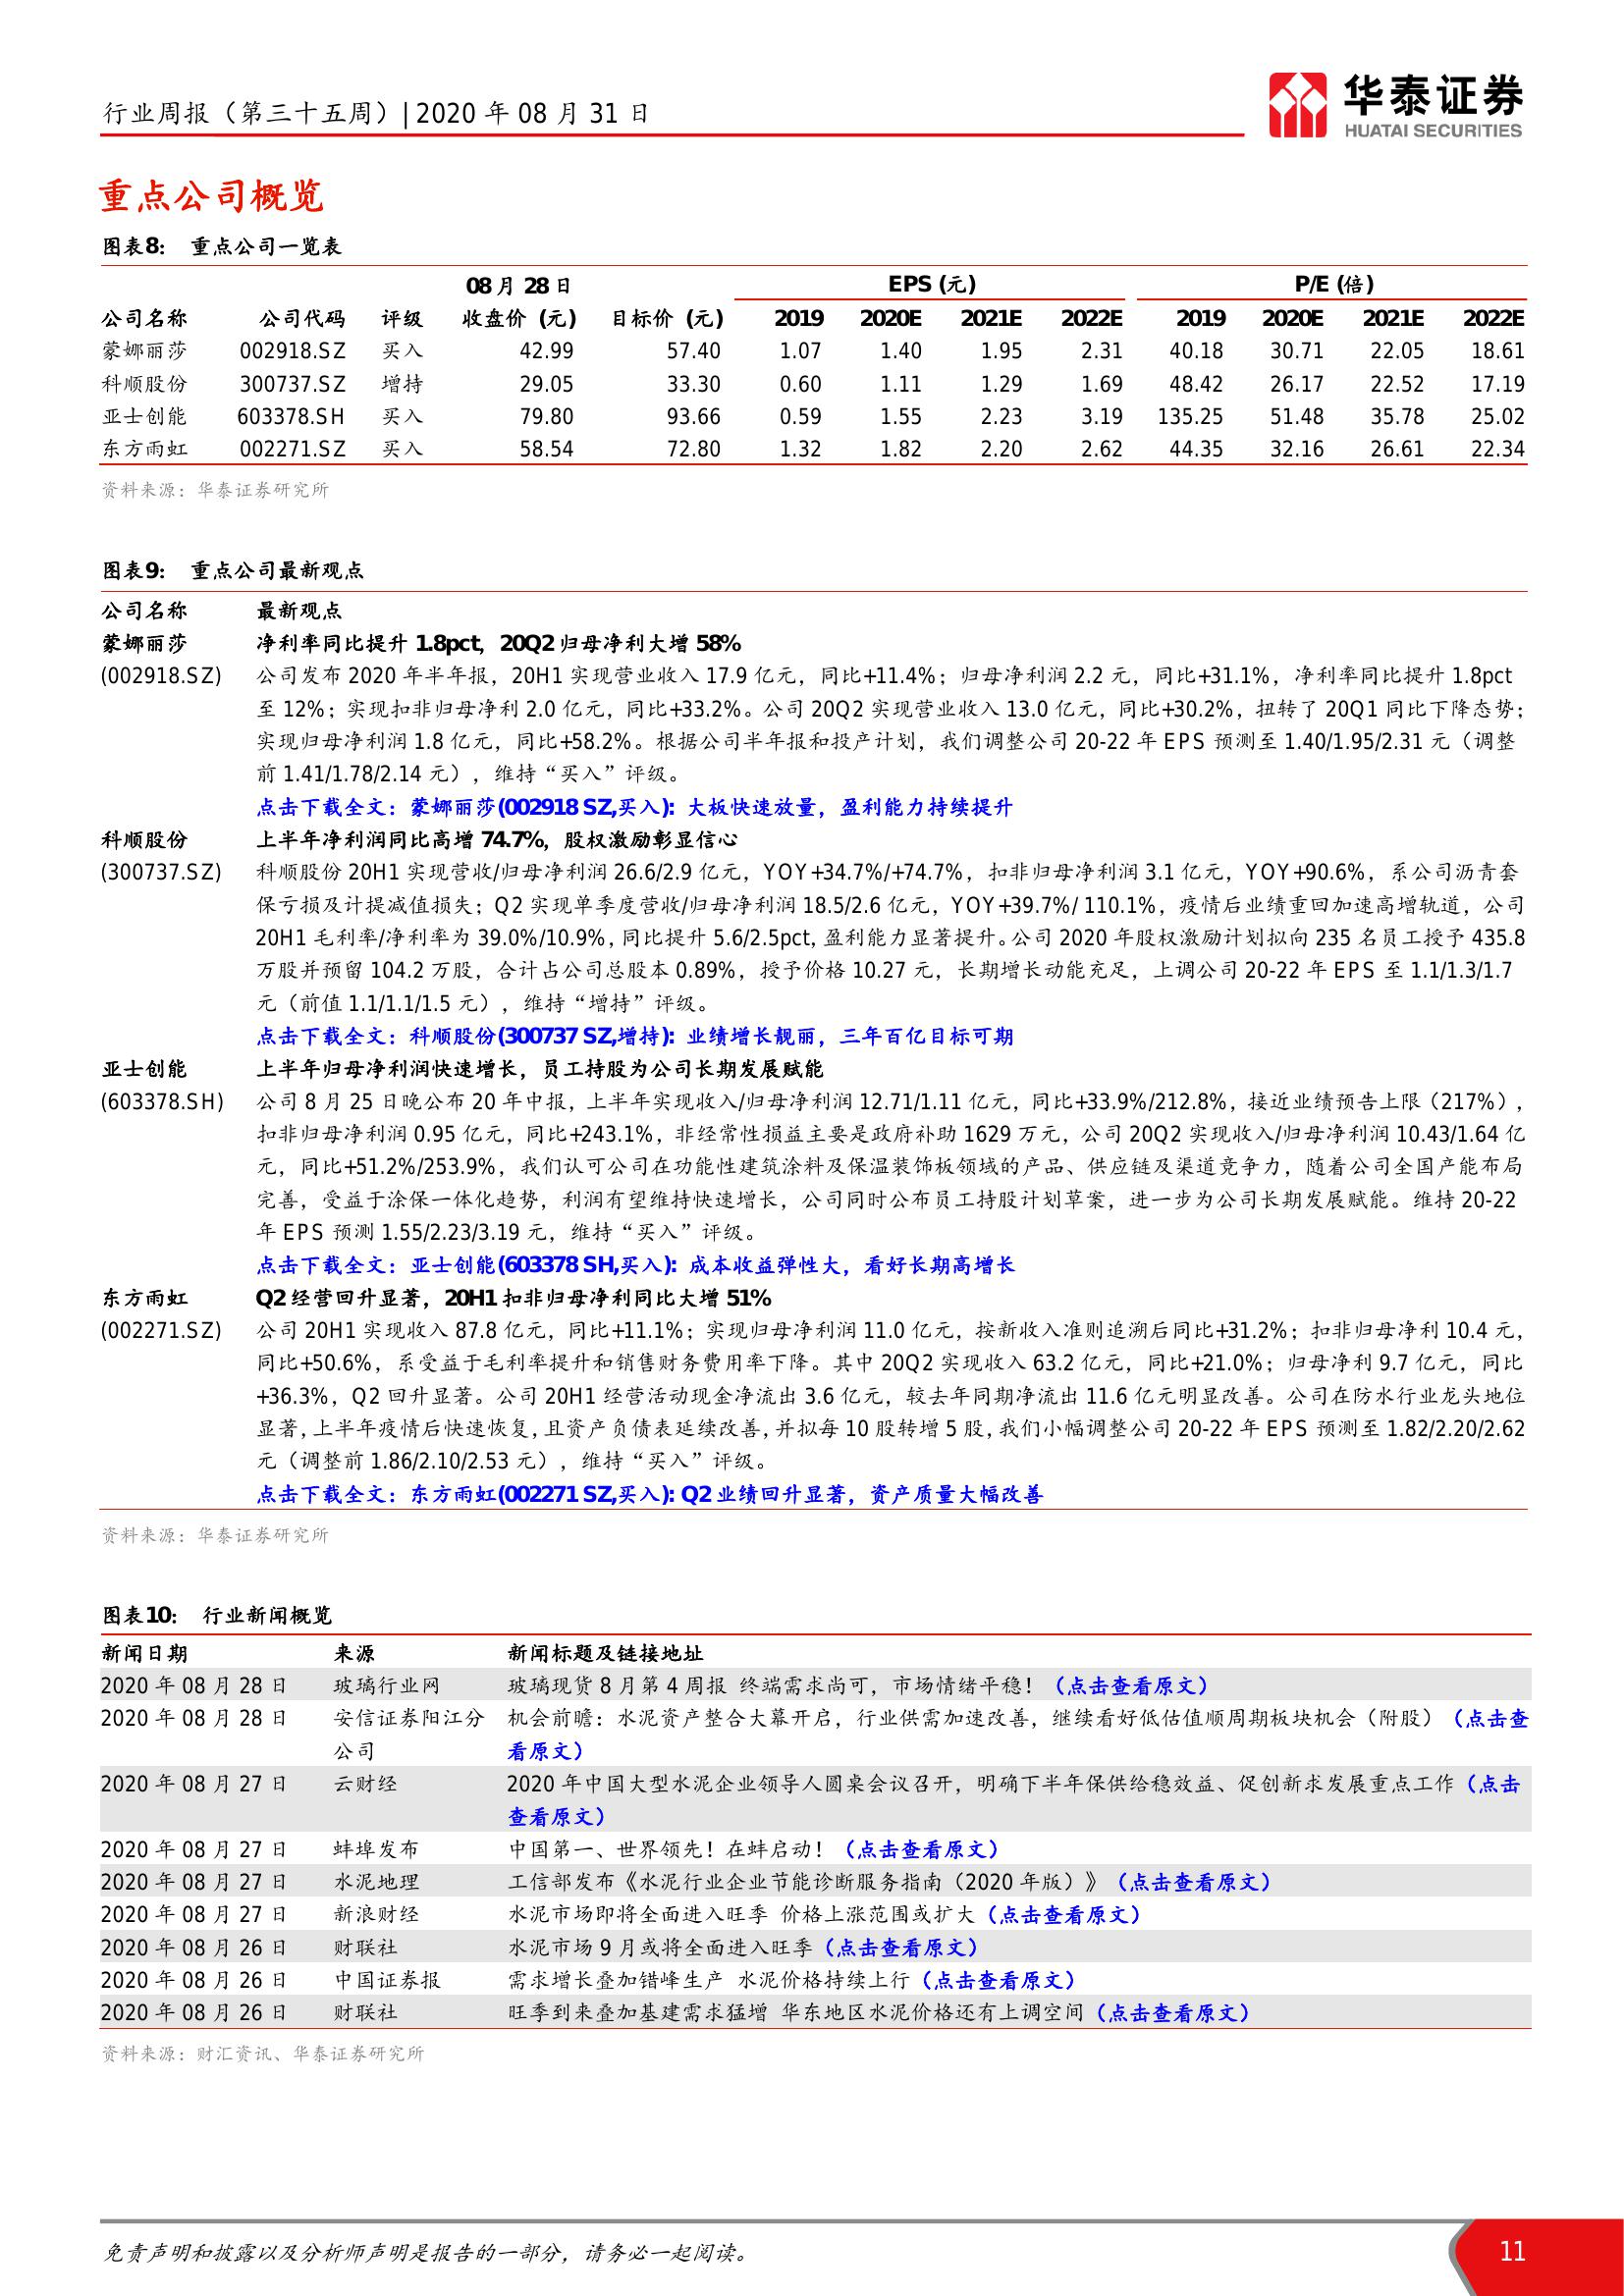 行业周报（第三十五周）| 2020 年 08 月 31 日
华泰证券
HUATAI SECURITIES
重点公司概览
图表8： 重点公司一览表
08 月 28 日 EPS (元) P/E (倍)
公司名称 公司代码 评级 收盘价 (元) 目标价 (元) 2019 2020E 2021E 2022E 2019 2020E 2021E 2022E
蒙娜丽莎 002918.SZ 买入 42.99 57.40 1.07 1.40 1.95 2.31 40.18 30.71 22.05 18.61
科顺股份 300737.SZ 增持 29.05 33.30 0.60 1.11 1.29 1.69 48.42 26.17 22.52 17.19
亚士创能 603378.SH 买入 79.80 93.66 0.59 1.55 2.23 3.19 135.25 51.48 35.78 25.02
东方雨虹 002271.SZ 买入 58.54 72.80 1.32 1.82 2.20 2.62 44.35 32.16 26.61 22.34
资料来源：华泰证券研究所
图表9： 重点公司最新观点
公司名称 最新观点
蒙娜丽莎 净利率同比提升 1.8pct，20Q2 归母净利大增 58%
(002918.SZ) 公司发布 2020 年半年报，20H1 实现营业收入 17.9 亿元，同比+11.4%；归母净利润 2.2 元，同比+31.1%，净利率同比提升 1.8pct
至 12%；实现扣非归母净利 2.0 亿元，同比+33.2%。公司 20Q2 实现营业收入 13.0 亿元，同比+30.2%，扭转了 20Q1 同比下降态势；
实现归母净利润 1.8 亿元，同比+58.2%。根据公司半年报和投产计划，我们调整公司 20-22 年 EPS 预测至 1.40/1.95/2.31 元（调整
前 1.41/1.78/2.14 元），维持“买入”评级。
点击下载全文：蒙娜丽莎(002918 SZ,买入)：大板快速放量，盈利能力持续提升
科顺股份 上半年净利润同比高增 74.7%，股权激励彰显信心
(300737.SZ) 科顺股份 20H1 实现营收/归母净利润 26.6/2.9 亿元，YOY+34.7%/+74.7%，扣非归母净利润 3.1 亿元，YOY+90.6%，系公司沥青套
保亏损及计提减值损失；Q2 实现单季度营收/归母净利润 18.5/2.6 亿元，YOY+39.7%/ 110.1%，疫情后业绩重回加速高增轨道，公司
20H1 毛利率/净利率为 39.0%/10.9%，同比提升 5.6/2.5pct，盈利能力显著提升。公司 2020 年股权激励计划拟向 235 名员工授予 435.8
万股并预留 104.2 万股，合计占公司总股本 0.89%，授予价格 10.27 元，长期增长动能充足，上调公司 20-22 年 EPS 至 1.1/1.3/1.7
元（前值 1.1/1.1/1.5 元），维持“增持”评级。
点击下载全文：科顺股份(300737 SZ,增持)：业绩增长靓丽，三年百亿目标可期
亚士创能 上半年归母净利润快速增长，员工持股为公司长期发展赋能
(603378.SH) 公司 8 月 25 日晚公布 20 年中报，上半年实现收入/归母净利润 12.71/1.11 亿元，同比+33.9%/212.8%，接近业绩预告上限（217%），
扣非归母净利润 0.95 亿元，同比+243.1%，非经常性损益主要是政府补助 1629 万元，公司 20Q2 实现收入/归母净利润 10.43/1.64 亿
元，同比+51.2%/253.9%，我们认可公司在功能性建筑涂料及保温装饰板领域的产品、供应链及渠道竞争力，随着公司全国产能布局
完善，受益于涂保一体化趋势，利润有望维持快速增长，公司同时公布员工持股计划草案，进一步为公司长期发展赋能。维持 20-22
年 EPS 预测 1.55/2.23/3.19 元，维持“买入”评级。
点击下载全文：亚士创能(603378 SH,买入)：成本收益弹性大，看好长期高增长
东方雨虹 Q2 经营回升显著，20H1 扣非归母净利同比大增 51%
(002271.SZ) 公司 20H1 实现收入 87.8 亿元，同比+11.1%；实现归母净利润 11.0 亿元，按新收入准则追溯后同比+31.2%；扣非归母净利 10.4 元，
同比+50.6%，系受益于毛利率提升和销售财务费用率下降。其中 20Q2 实现收入 63.2 亿元，同比+21.0%；归母净利 9.7 亿元，同比
+36.3%，Q2 回升显著。公司 20H1 经营活动现金净流出 3.6 亿元，较去年同期净流出 11.6 亿元明显改善。公司在防水行业龙头地位
显著，上半年疫情后快速恢复，且资产负债表延续改善，并拟每 10 股转增 5 股，我们小幅调整公司 20-22 年 EPS 预测至 1.82/2.20/2.62
元（调整前 1.86/2.10/2.53 元），维持“买入”评级。
点击下载全文：东方雨虹(002271 SZ,买入)：Q2 业绩回升显著，资产质量大幅改善
资料来源：华泰证券研究所
图表10： 行业新闻概览
新闻日期 来源 新闻标题及链接地址
2020 年 08 月 28 日 玻璃行业网 玻璃现货 8 月第 4 周报 终端需求尚可，市场情绪平稳！（点击查看原文）
2020 年 08 月 28 日 安信证券阳江分 机会前瞻：水泥资产整合大幕开启，行业供需加速改善，继续看好低估值顺周期板块机会（附股）（点击查
公司 看原文）
2020 年 08 月 27 日 云财经 2020 年中国大型水泥企业领导人圆桌会议召开，明确下半年保供给稳效益、促创新求发展重点工作（点击
查看原文）
2020 年 08 月 27 日 蚌埠发布 中国第一、世界领先！在蚌启动！（点击查看原文）
2020 年 08 月 27 日 水泥地理 工信部发布《水泥行业企业节能诊断服务指南（2020 年版）》（点击查看原文）
2020 年 08 月 27 日 新浪财经 水泥市场即将全面进入旺季 价格上涨范围或扩大（点击查看原文）
2020 年 08 月 26 日 财联社 水泥市场 9 月或将全面进入旺季（点击查看原文）
2020 年 08 月 26 日 中国证券报 需求增长叠加错峰生产 水泥价格持续上行（点击查看原文）
2020 年 08 月 26 日 财联社 旺季到来叠加基建需求猛增 华东地区水泥价格还有上调空间（点击查看原文）
资料来源：财汇资讯、华泰证券研究所
免责声明和披露以及分析师声明是报告的一部分，请务必一起阅读。 11